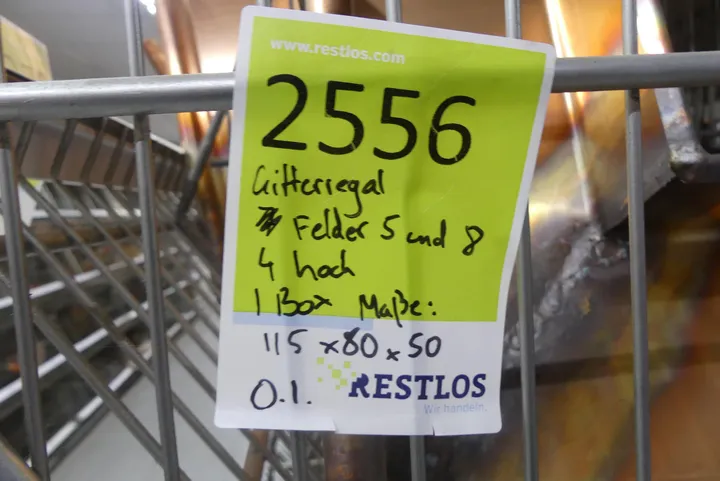 www.restlos.com
2556
Gitterregal
Felder 5 und 8
4 hoch
1 Box Maße:
115 x 80 x 50
O.I.
RESTLOS
Wir handeln.